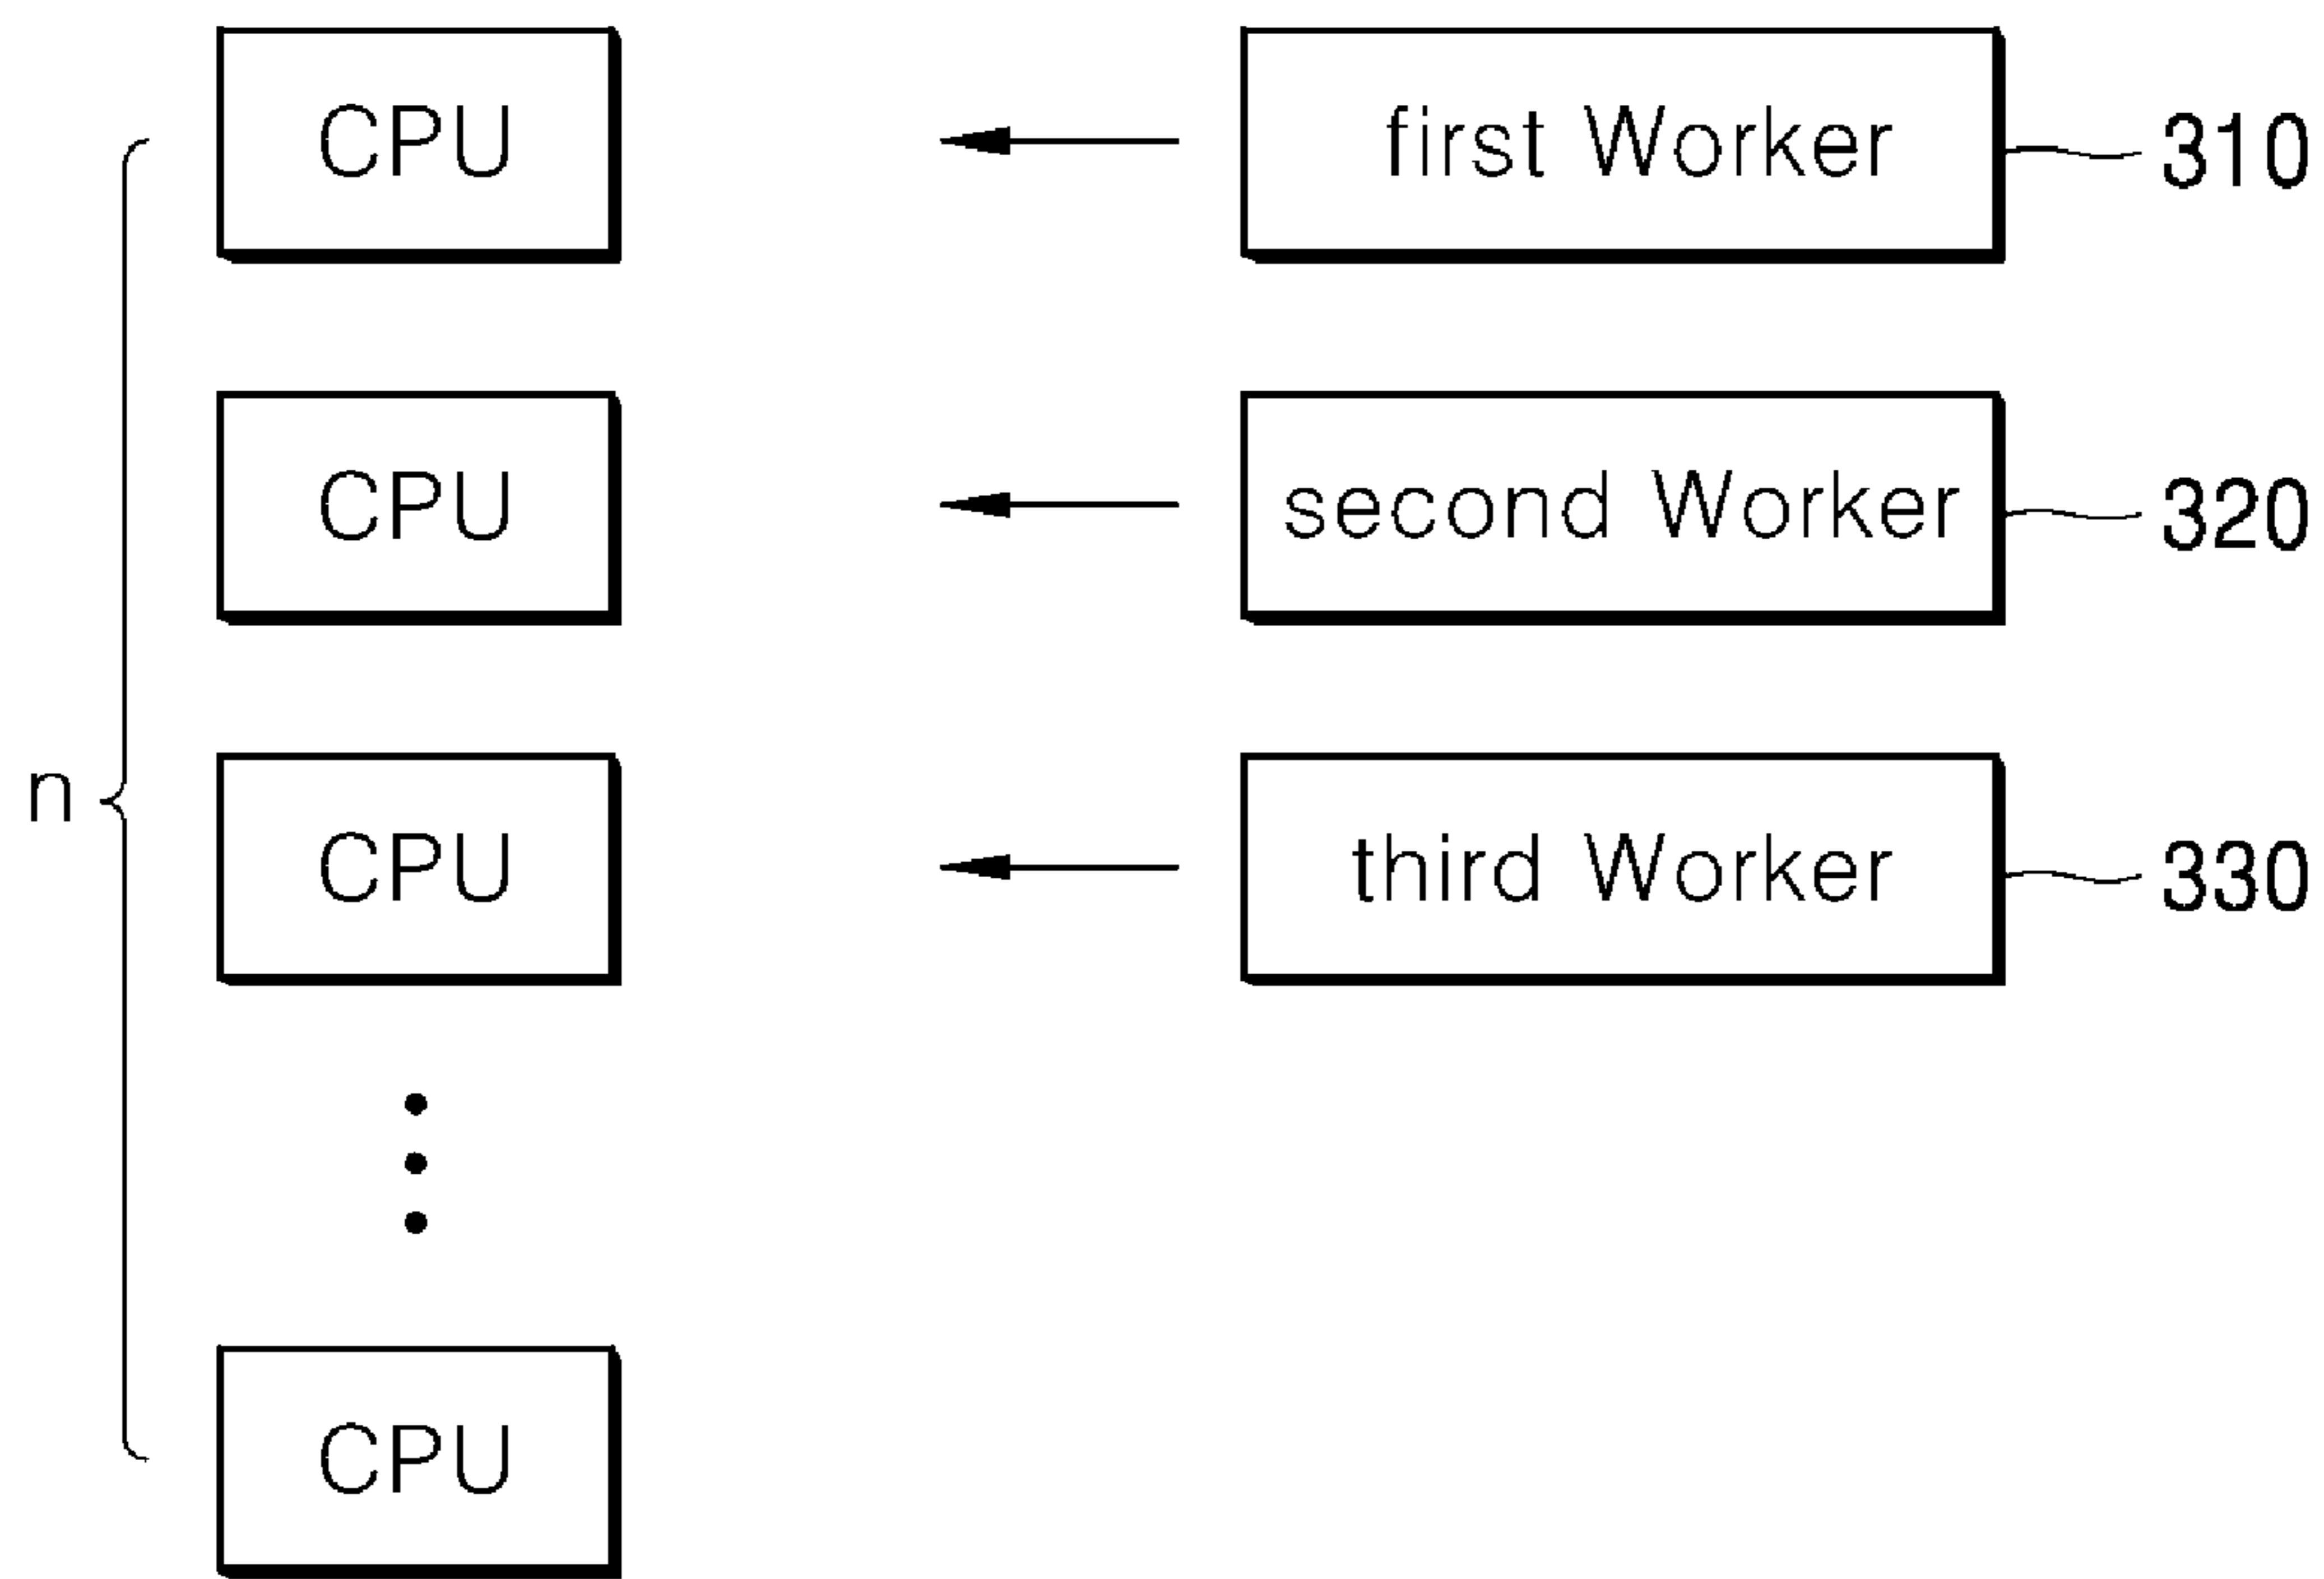 CPU first Worker 310
CPU second Worker 320
n
CPU third Worker 330
CPU